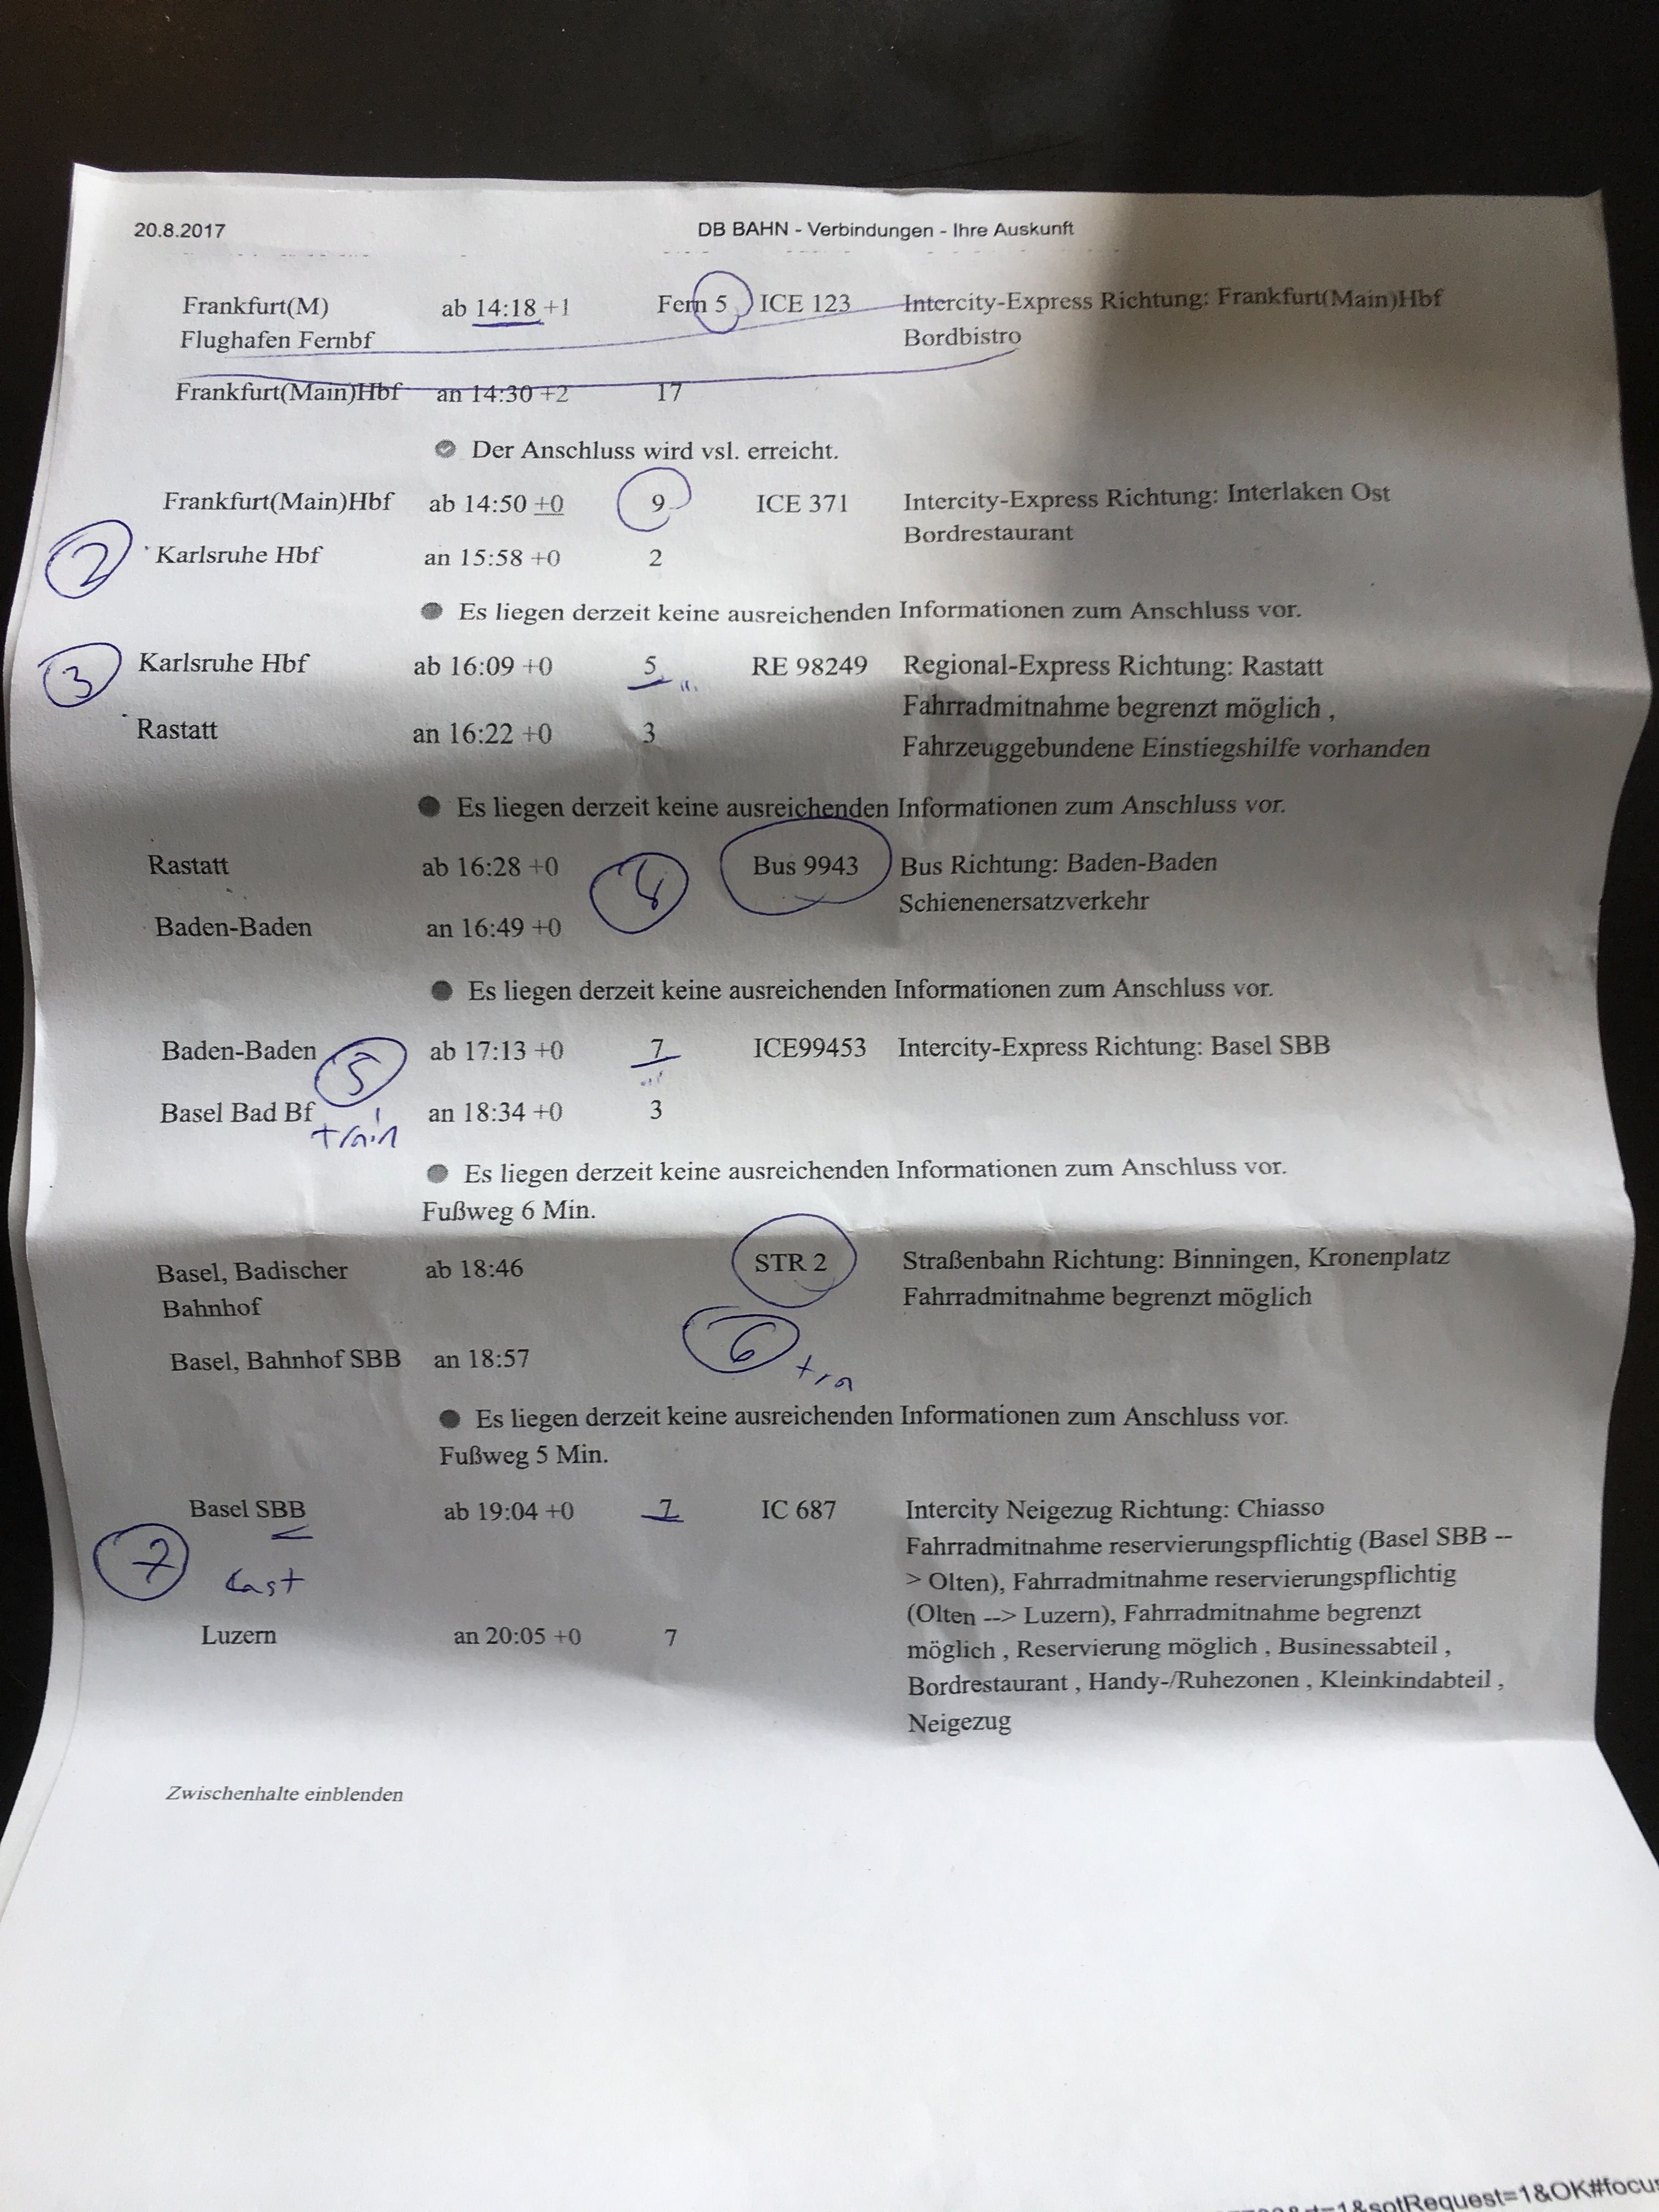 20.8.2017 DB BAHN - Verbindungen - Ihre Auskunft
Frankfurt(M) ab 14:18 +1 Fern 5 ICE 123 Intercity-Express Richtung: Frankfurt(Main)Hbf
Flughafen Fernbf Bordbistro
Frankfurt(Main)Hbf an 14:30 +2 17
Der Anschluss wird vsl. erreicht.
Frankfurt(Main)Hbf ab 14:50 +0 9 ICE 371 Intercity-Express Richtung: Interlaken Ost
Bordrestaurant
2 Karlsruhe Hbf an 15:58 +0 2
Es liegen derzeit keine ausreichenden Informationen zum Anschluss vor.
3 Karlsruhe Hbf ab 16:09 +0 5 RE 98249 Regional-Express Richtung: Rastatt
Fahrradmitnahme begrenzt möglich ,
Rastatt an 16:22 +0 3
Fahrzeuggebundene Einstiegshilfe vorhanden
Es liegen derzeit keine ausreichenden Informationen zum Anschluss vor.
Rastatt ab 16:28 +0 4 Bus 9943 Bus Richtung: Baden-Baden
Schienenersatzverkehr
Baden-Baden an 16:49 +0
Es liegen derzeit keine ausreichenden Informationen zum Anschluss vor.
Baden-Baden 5 ab 17:13 +0 7 ICE99453 Intercity-Express Richtung: Basel SBB
Basel Bad Bf an 18:34 +0 3
train
Es liegen derzeit keine ausreichenden Informationen zum Anschluss vor.
Fußweg 6 Min.
Basel, Badischer ab 18:46 STR 2 Straßenbahn Richtung: Binningen, Kronenplatz
Bahnhof Fahrradmitnahme begrenzt möglich
6 tra
Basel, Bahnhof SBB an 18:57
Es liegen derzeit keine ausreichenden Informationen zum Anschluss vor.
Fußweg 5 Min.
Basel SBB ab 19:04 +0 7 IC 687 Intercity Neigezug Richtung: Chiasso
Fahrradmitnahme reservierungspflichtig (Basel SBB --
7 Last > Olten), Fahrradmitnahme reservierungspflichtig
(Olten --> Luzern), Fahrradmitnahme begrenzt
Luzern an 20:05 +0 7 möglich , Reservierung möglich , Businessabteil ,
Bordrestaurant , Handy-/Ruhezonen , Kleinkindabteil ,
Neigezug
Zwischenhalte einblenden
=1&sotRequest=1&OK#focus